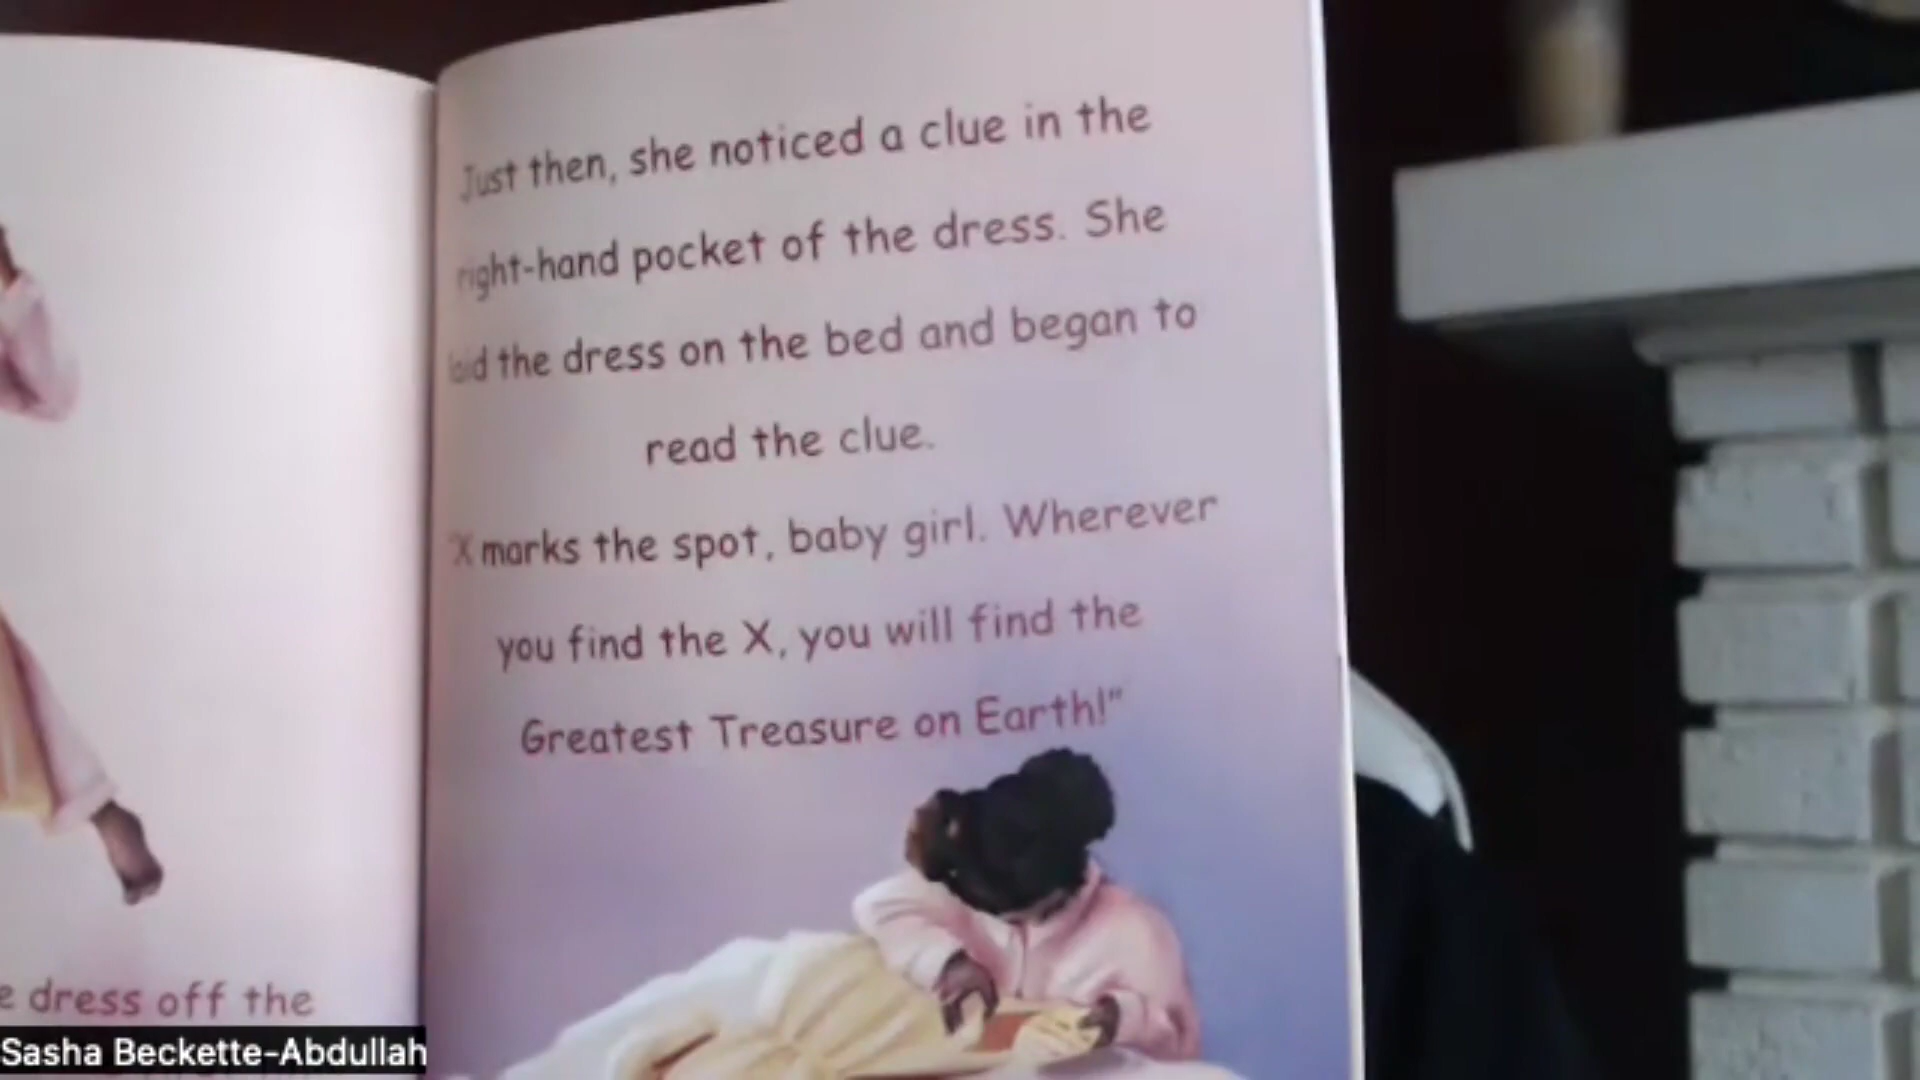 Just then, she noticed a clue in the
right-hand pocket of the dress. She
laid the dress on the bed and began to
read the clue.
"X marks the spot, baby girl. Wherever
you find the X, you will find the
Greatest Treasure on Earth!"
e dress off the
Sasha Beckette-Abdullah